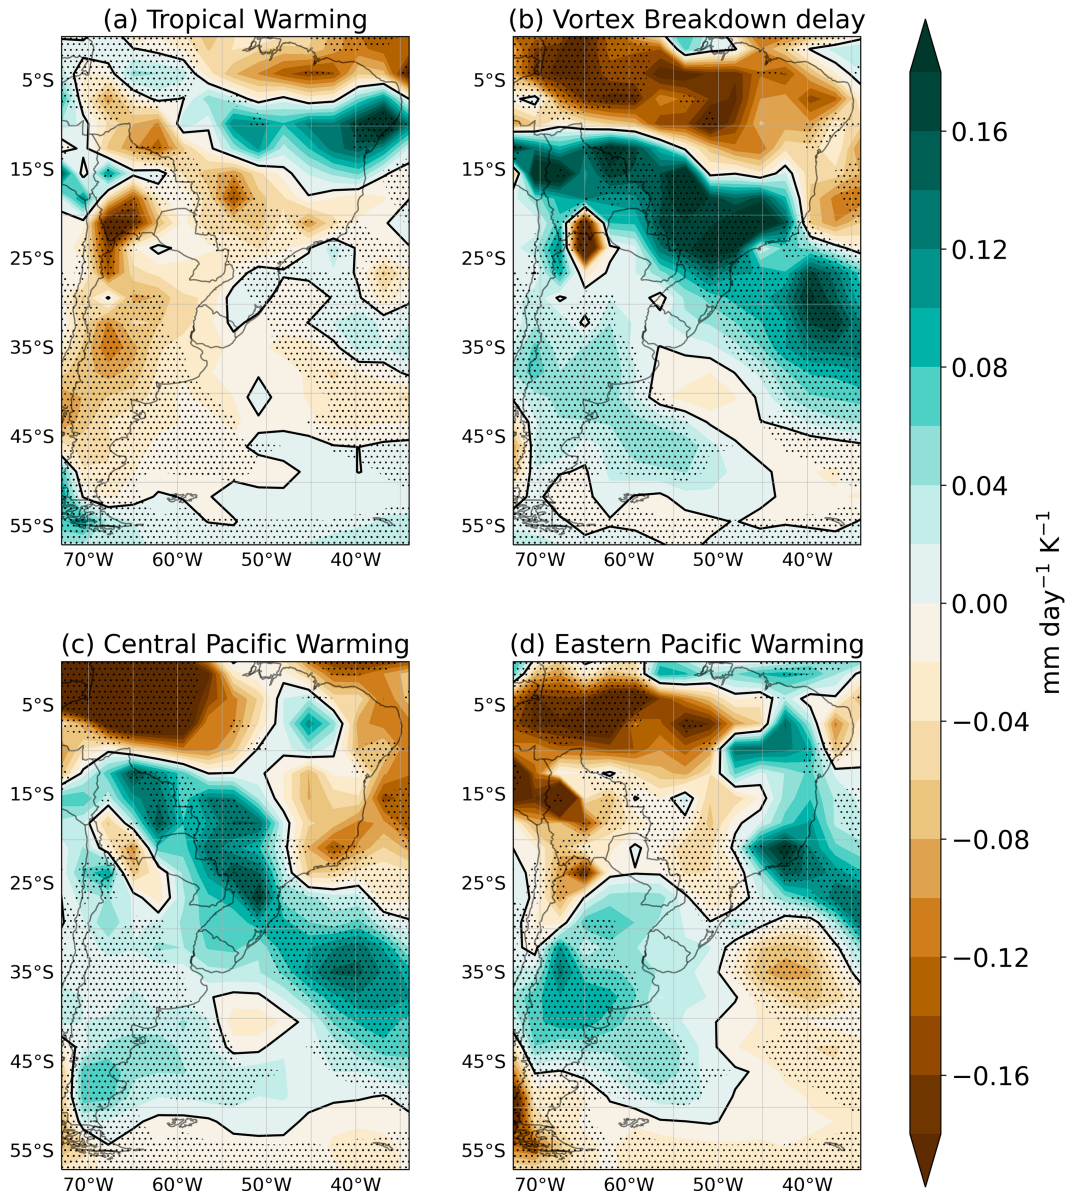 (a) Tropical Warming
(b) Vortex Breakdown delay
5°S
15°S
25°S
35°S
45°S
55°S
70°W 60°W 50°W 40°W
5°S
15°S
25°S
35°S
45°S
55°S
70°W 60°W 50°W 40°W
(c) Central Pacific Warming
(d) Eastern Pacific Warming
5°S
15°S
25°S
35°S
45°S
55°S
70°W 60°W 50°W 40°W
5°S
15°S
25°S
35°S
45°S
55°S
70°W 60°W 50°W 40°W
0.16
0.12
0.08
0.04
0.00
−0.04
−0.08
−0.12
−0.16
mm day⁻¹ K⁻¹